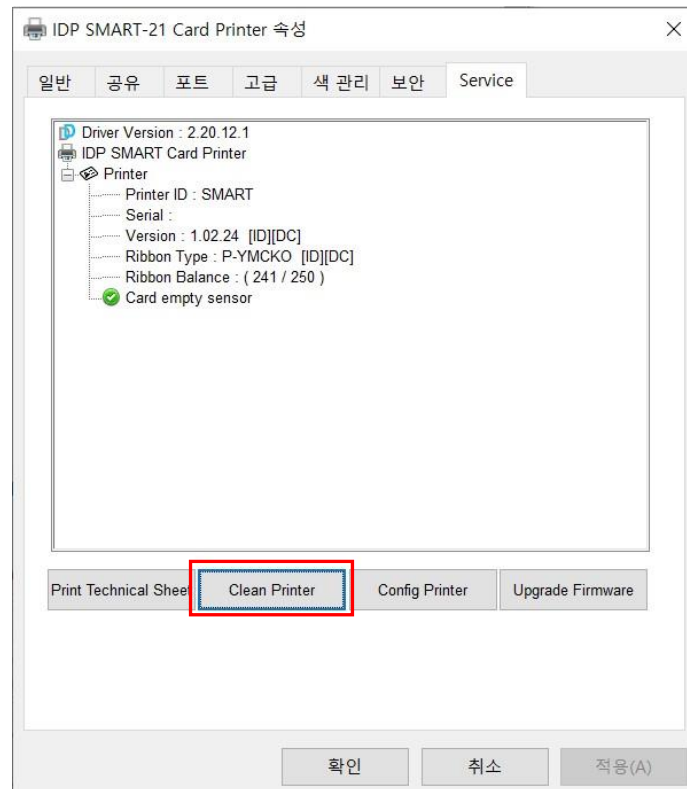 IDP SMART-21 Card Printer 속성
일반 공유 포트 고급 색 관리 보안 Service
Driver Version : 2.20.12.1
IDP SMART Card Printer
Printer
Printer ID : SMART
Serial :
Version : 1.02.24 [ID][DC]
Ribbon Type : P-YMCKO [ID][DC]
Ribbon Balance : ( 241 / 250 )
Card empty sensor
Print Technical Sheet Clean Printer Config Printer Upgrade Firmware
확인 취소 적용(A)